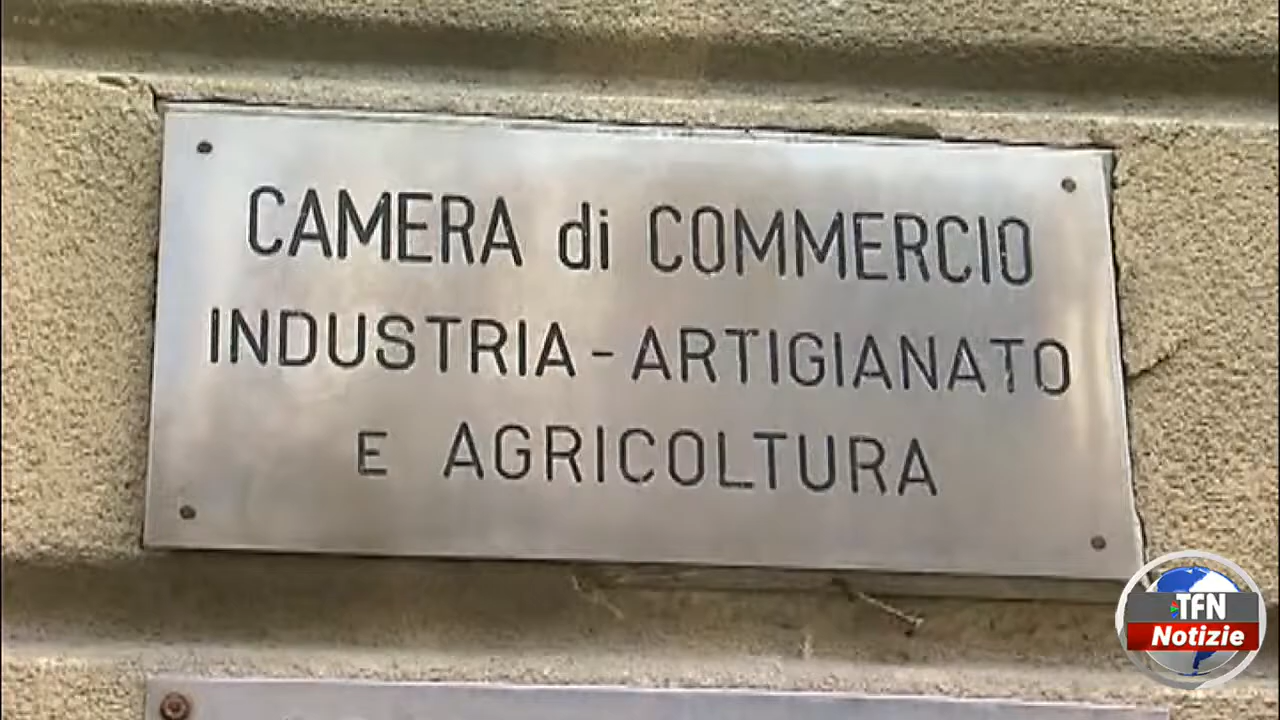 CAMERA di COMMERCIO
INDUSTRIA - ARTIGIANATO
E AGRICOLTURA
TFN
Notizie